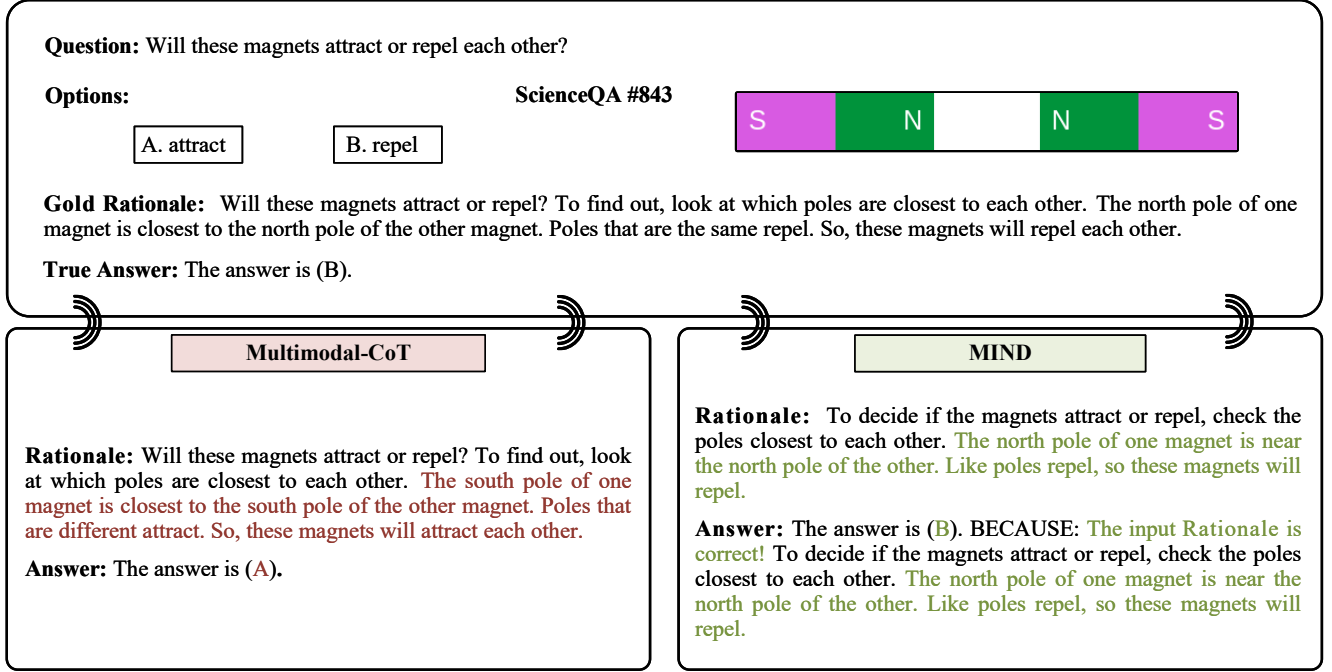 Question: Will these magnets attract or repel each other?
Options:
ScienceQA #843
S N N S
A. attract
B. repel
Gold Rationale: Will these magnets attract or repel? To find out, look at which poles are closest to each other. The north pole of one
magnet is closest to the north pole of the other magnet. Poles that are the same repel. So, these magnets will repel each other.
True Answer: The answer is (B).
Multimodal-CoT
Rationale: Will these magnets attract or repel? To find out, look
at which poles are closest to each other. The south pole of one
magnet is closest to the south pole of the other magnet. Poles that
are different attract. So, these magnets will attract each other.
Answer: The answer is (A).
MIND
Rationale: To decide if the magnets attract or repel, check the
poles closest to each other. The north pole of one magnet is near
the north pole of the other. Like poles repel, so these magnets will
repel.
Answer: The answer is (B). BECAUSE: The input Rationale is
correct! To decide if the magnets attract or repel, check the poles
closest to each other. The north pole of one magnet is near the
north pole of the other. Like poles repel, so these magnets will
repel.